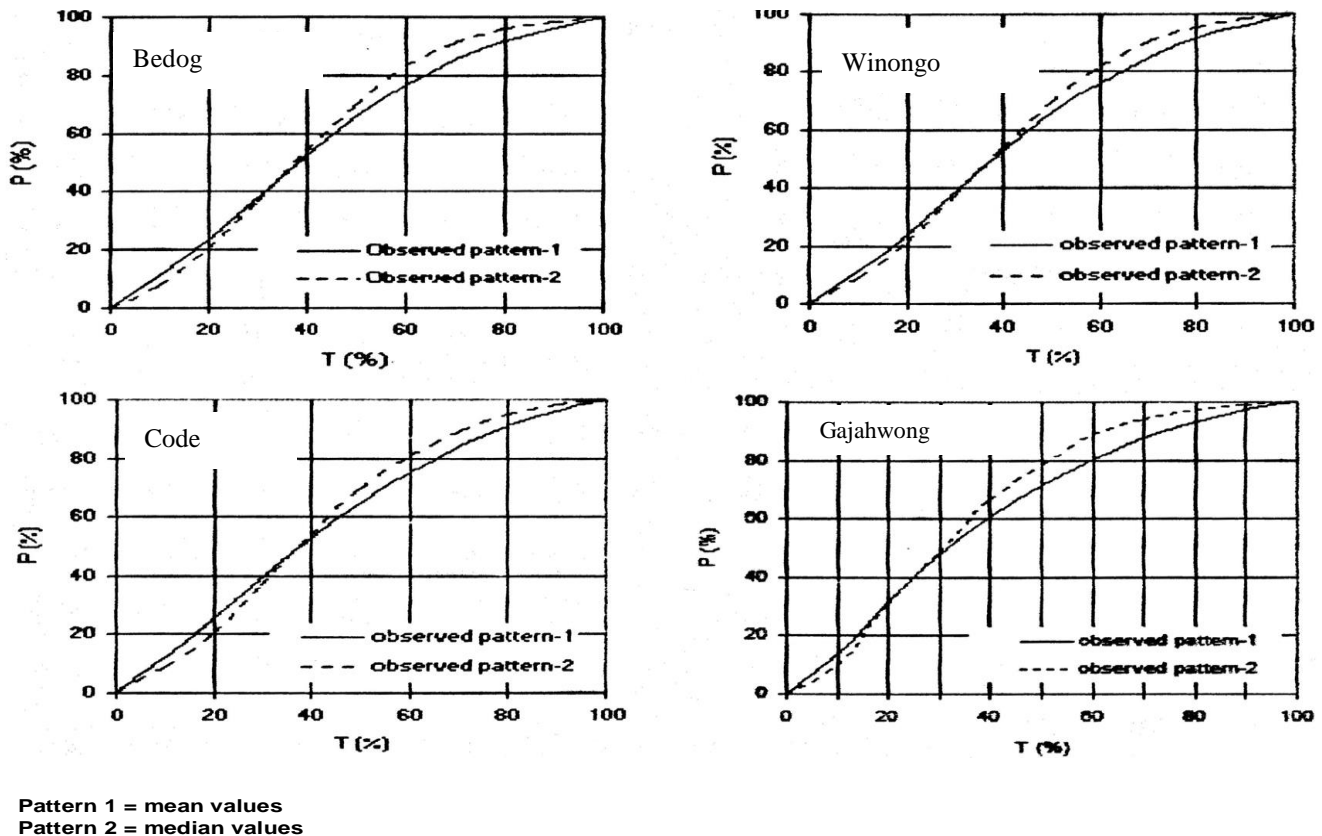 100
80
60
40
20
0
P(%)
Bedog
Observed pattern-1
Observed pattern-2
0 20 40 60 80 100
T (%)
100
80
60
40
20
0
P(%)
Winongo
observed pattern-1
observed pattern-2
0 20 40 60 80 100
T (%)
100
80
60
40
20
0
P(%)
Code
observed pattern-1
observed pattern-2
0 20 40 60 80 100
T (%)
100
80
60
40
20
0
P(%)
Gajahwong
observed pattern-1
observed pattern-2
0 20 40 60 80 100
T (%)
Pattern 1 = mean values
Pattern 2 = median values